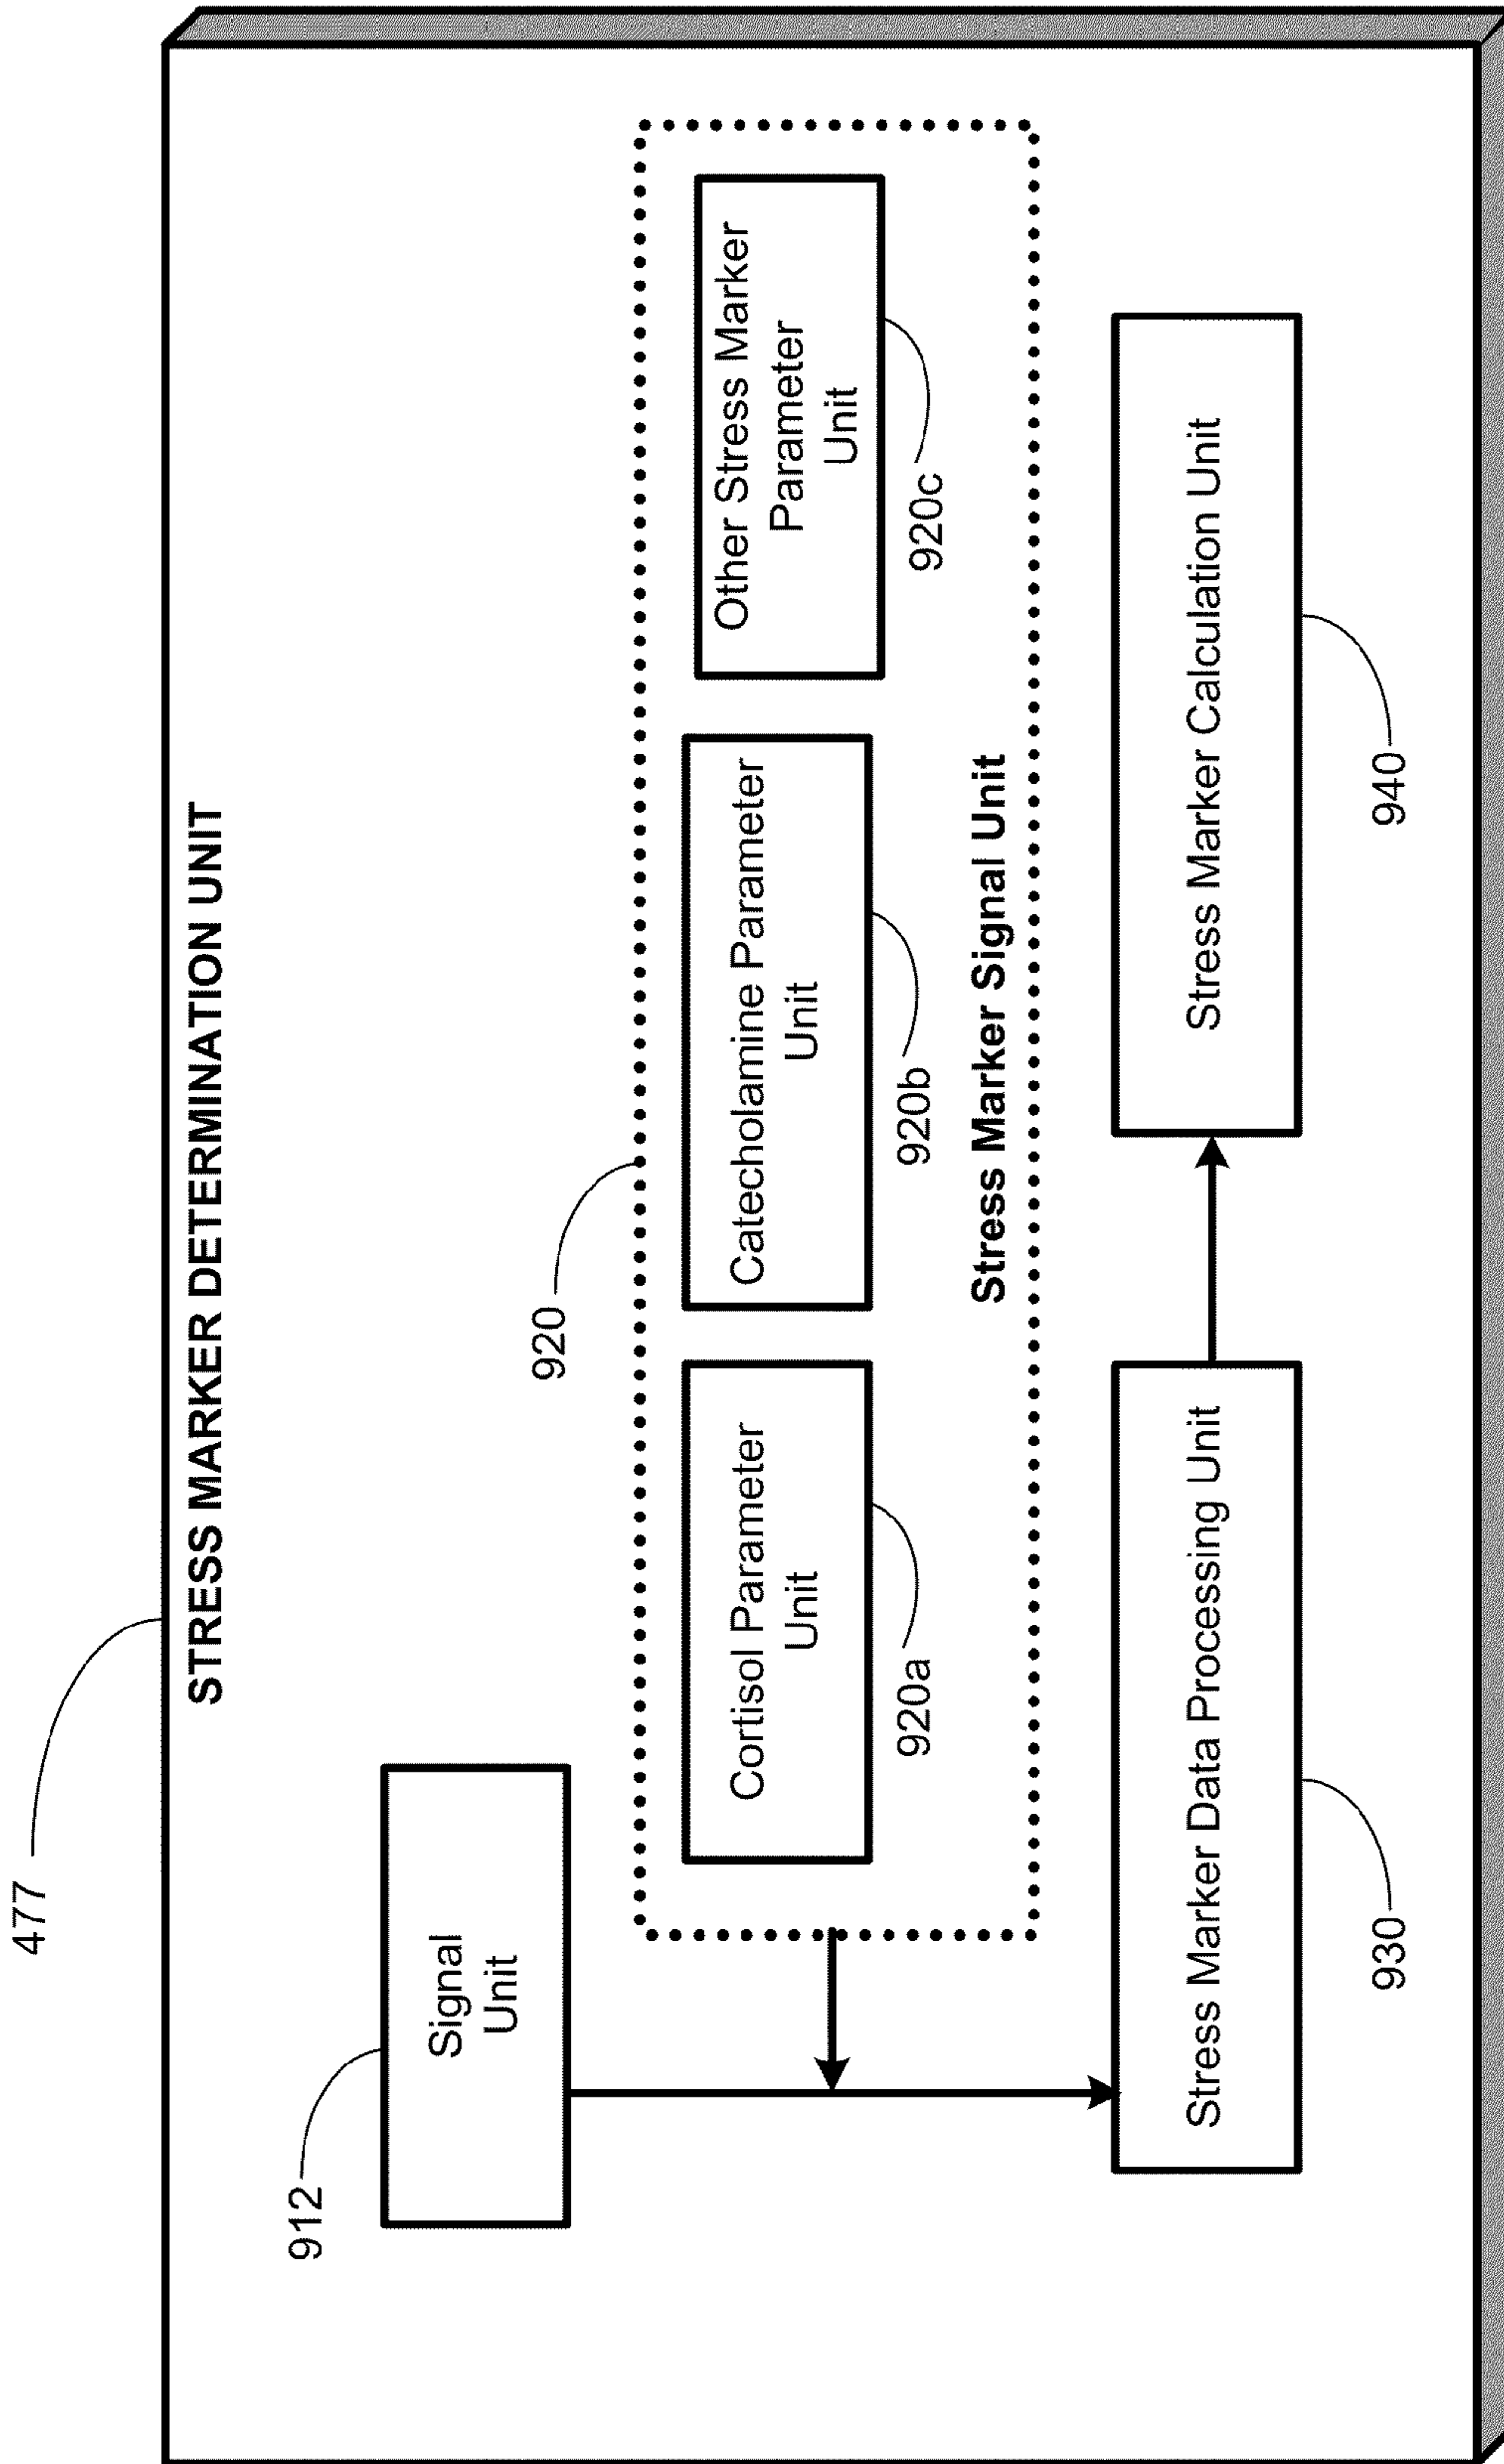 477
STRESS MARKER DETERMINATION UNIT
912
Signal
Unit
920
Cortisol Parameter
Unit
920a
Catecholamine Parameter
Unit
920b
Other Stress Marker
Parameter
Unit
920c
Stress Marker Signal Unit
Stress Marker Data Processing Unit
930
Stress Marker Calculation Unit
940